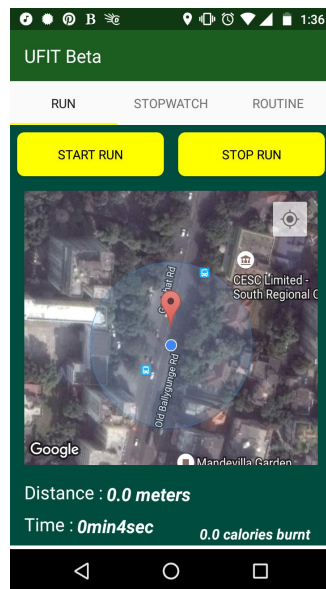 1:36
UFIT Beta
RUN STOPWATCH ROUTINE
START RUN STOP RUN
CESC Limited -
South Regional O
Old Ballygunge Rd
Google
Mandevilla Garden
Distance : 0.0 meters
Time : 0min4sec
0.0 calories burnt